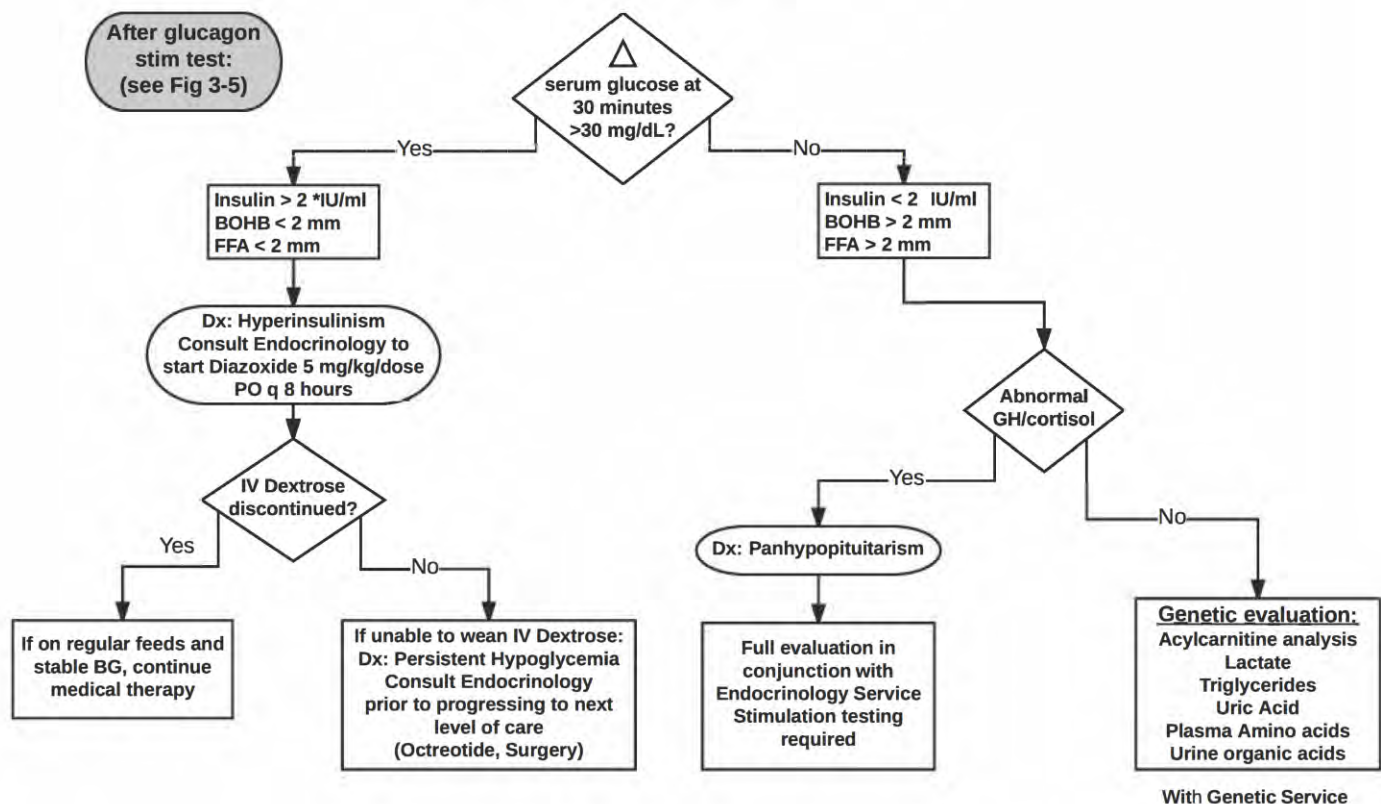 After glucagon
stim test:
(see Fig 3-5)
△
serum glucose at
30 minutes
>30 mg/dL?
Yes
No
Insulin > 2 *IU/ml
BOHB < 2 mm
FFA < 2 mm
Insulin < 2 IU/ml
BOHB > 2 mm
FFA > 2 mm
Dx: Hyperinsulinism
Consult Endocrinology to
start Diazoxide 5 mg/kg/dose
PO q 8 hours
Abnormal
GH/cortisol
IV Dextrose
discontinued?
Yes
No
Yes
No
Dx: Panhypopituitarism
If on regular feeds and
stable BG, continue
medical therapy
If unable to wean IV Dextrose:
Dx: Persistent Hypoglycemia
Consult Endocrinology
prior to progressing to next
level of care
(Octreotide, Surgery)
Full evaluation in
conjunction with
Endocrinology Service
Stimulation testing
required
Genetic evaluation:
Acylcarnitine analysis
Lactate
Triglycerides
Uric Acid
Plasma Amino acids
Urine organic acids
With Genetic Service